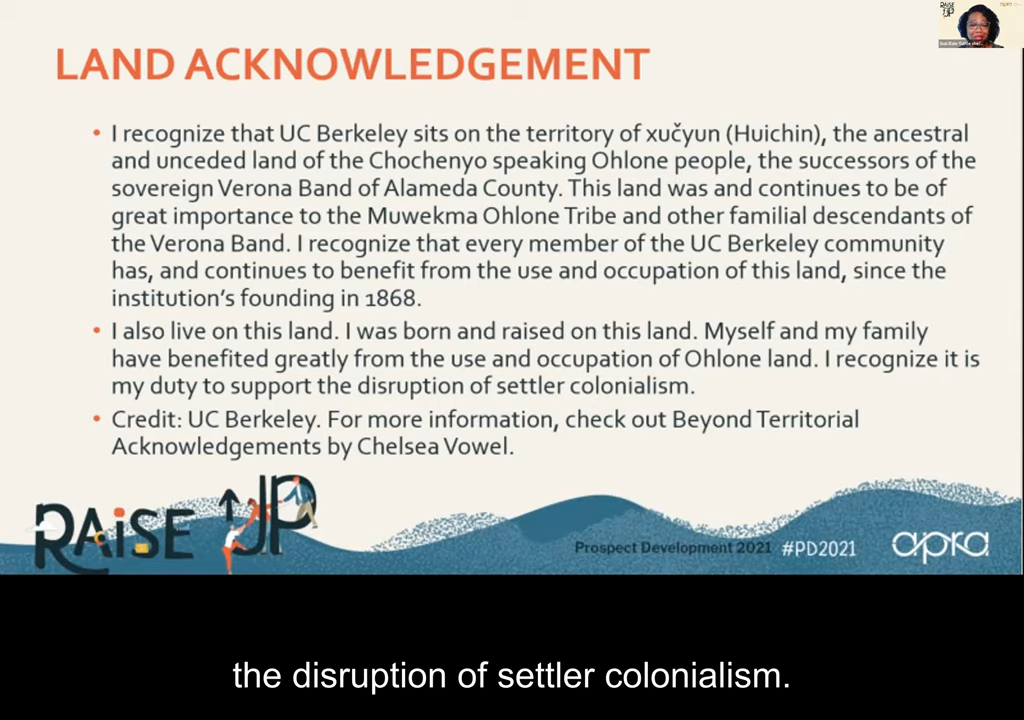 LAND ACKNOWLEDGEMENT
• I recognize that UC Berkeley sits on the territory of xučyun (Huichin), the ancestral
and unceded land of the Chochenyo speaking Ohlone people, the successors of the
sovereign Verona Band of Alameda County. This land was and continues to be of
great importance to the Muwekma Ohlone Tribe and other familial descendants of
the Verona Band. I recognize that every member of the UC Berkeley community
has, and continues to benefit from the use and occupation of this land, since the
institution’s founding in 1868.
• I also live on this land. I was born and raised on this land. Myself and my family
have benefited greatly from the use and occupation of Ohlone land. I recognize it is
my duty to support the disruption of settler colonialism.
• Credit: UC Berkeley. For more information, check out Beyond Territorial
Acknowledgements by Chelsea Vowel.
RAiSE UP
Prospect Development 2021 #PD2021
apra
RAISE
UP
the disruption of settler colonialism.